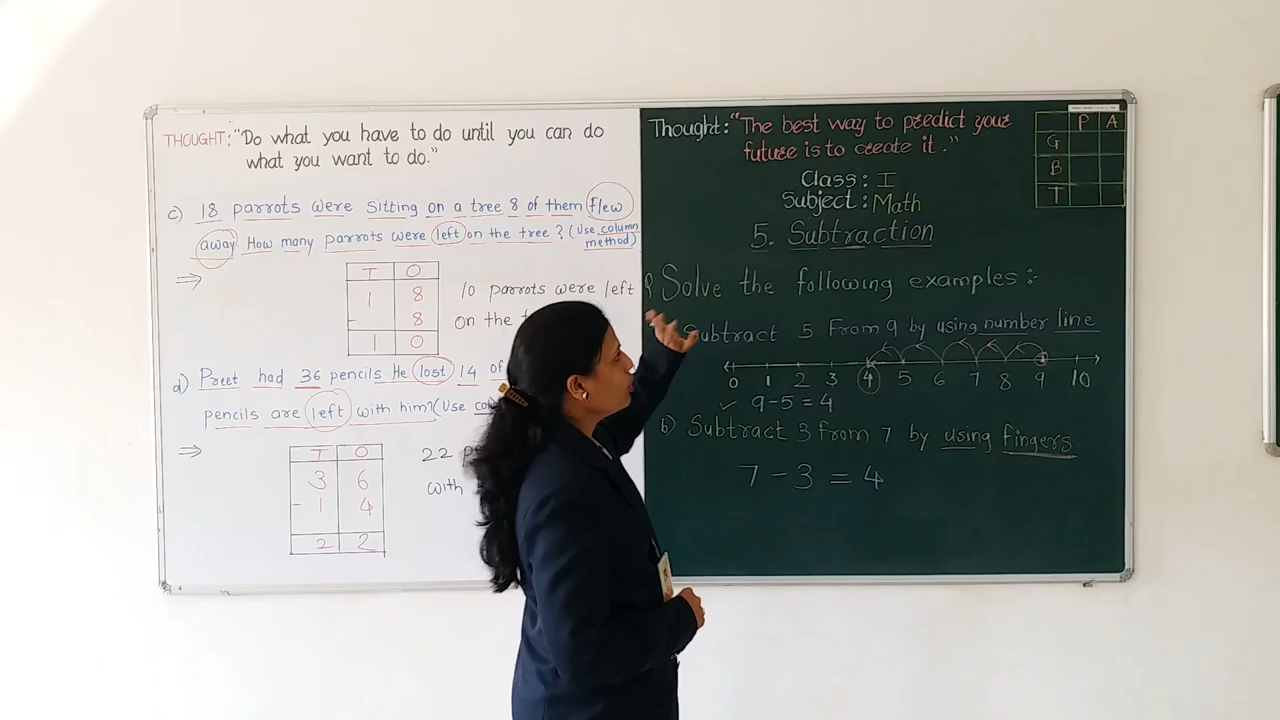 THOUGHT: "Do what you have to do until you can do
what you want to do."
c) 18 parrots were Sitting on a tree 8 of them flew
away How many parrots were left on the tree ? (Use column
method)
⇒
T O
1 8
- 8
1 0
10 parrots were left
on the
d) Preet had 36 pencils He lost 14 of
pencils are left with him? (Use
⇒
T O
3 6
- 1 4
2 2
22
with
Thought: "The best way to predict your
future is to create it."
P A
G
B
T
Class: I
Subject: Math
5. Subtraction
Solve the following examples :-
Subtract 5 From 9 by using number line
0 1 2 3 4 5 6 7 8 9 10
✓ 9-5=4
b) Subtract 3 from 7 by using fingers
7 - 3 = 4